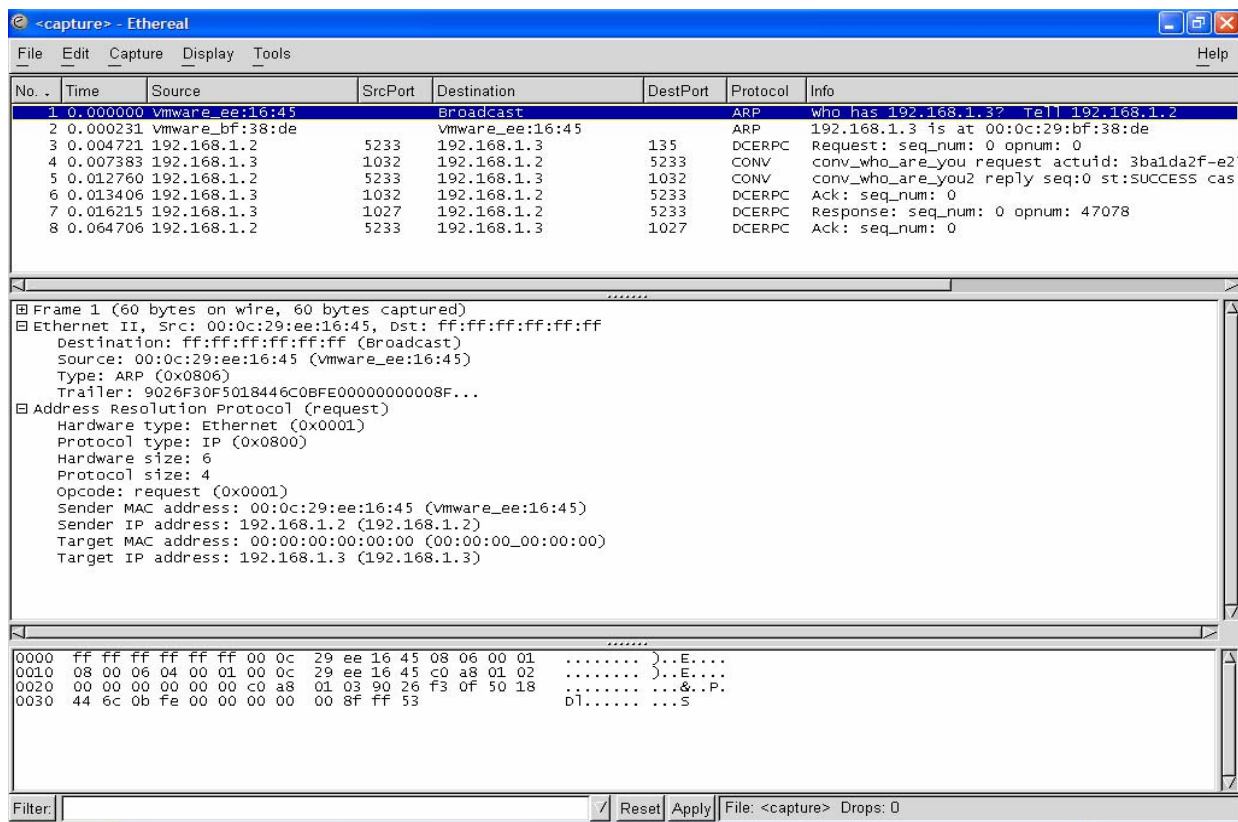 <capture> - Ethereal
File Edit Capture Display Tools Help
No. . Time Source SrcPort Destination DestPort Protocol Info
1 0.000000 Vmware_ee:16:45 Broadcast ARP who has 192.168.1.3? Tell 192.168.1.2
2 0.000231 Vmware_bf:38:de Vmware_ee:16:45 ARP 192.168.1.3 is at 00:0c:29:bf:38:de
3 0.004721 192.168.1.2 5233 192.168.1.3 135 DCERPC Request: seq_num: 0 opnum: 0
4 0.007383 192.168.1.3 1032 192.168.1.2 5233 CONV conv_who_are_you request actuid: 3ba1da2f-e2
5 0.012760 192.168.1.2 5233 192.168.1.3 1032 CONV conv_who_are_you2 reply seq:0 st:SUCCESS cas
6 0.013406 192.168.1.3 1032 192.168.1.2 5233 DCERPC Ack: seq_num: 0
7 0.016215 192.168.1.3 1027 192.168.1.2 5233 DCERPC Response: seq_num: 0 opnum: 47078
8 0.064706 192.168.1.2 5233 192.168.1.3 1027 DCERPC Ack: seq_num: 0
Frame 1 (60 bytes on wire, 60 bytes captured)
Ethernet II, Src: 00:0c:29:ee:16:45, Dst: ff:ff:ff:ff:ff:ff
Destination: ff:ff:ff:ff:ff:ff (Broadcast)
Source: 00:0c:29:ee:16:45 (Vmware_ee:16:45)
Type: ARP (0x0806)
Trailer: 9026F30F5018446C0BFE00000000008F...
Address Resolution Protocol (request)
Hardware type: Ethernet (0x0001)
Protocol type: IP (0x0800)
Hardware size: 6
Protocol size: 4
Opcode: request (0x0001)
Sender MAC address: 00:0c:29:ee:16:45 (Vmware_ee:16:45)
Sender IP address: 192.168.1.2 (192.168.1.2)
Target MAC address: 00:00:00:00:00:00 (00:00:00_00:00:00)
Target IP address: 192.168.1.3 (192.168.1.3)
0000 ff ff ff ff ff ff 00 0c 29 ee 16 45 08 06 00 01 ........ )..E....
0010 08 00 06 04 00 01 00 0c 29 ee 16 45 c0 a8 01 02 ........ )..E....
0020 00 00 00 00 00 00 c0 a8 01 03 90 26 f3 0f 50 18 ........ ...&..P.
0030 44 6c 0b fe 00 00 00 00 00 8f ff 53 Dl...... ...S
Filter: Reset Apply File: <capture> Drops: 0